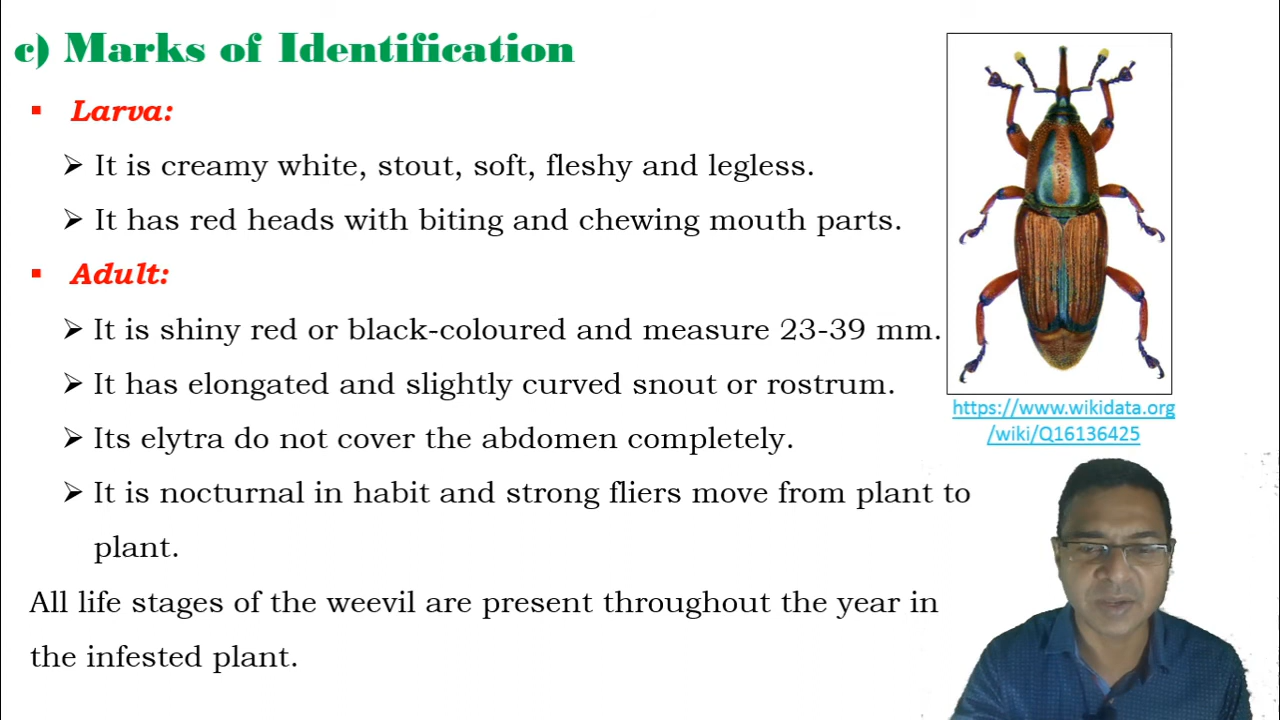 c) Marks of Identification
▪ Larva:
➢ It is creamy white, stout, soft, fleshy and legless.
➢ It has red heads with biting and chewing mouth parts.
▪ Adult:
➢ It is shiny red or black-coloured and measure 23-39 mm.
➢ It has elongated and slightly curved snout or rostrum.
➢ Its elytra do not cover the abdomen completely.
➢ It is nocturnal in habit and strong fliers move from plant to
plant.
All life stages of the weevil are present throughout the year in
the infested plant.
https://www.wikidata.org
/wiki/Q16136425